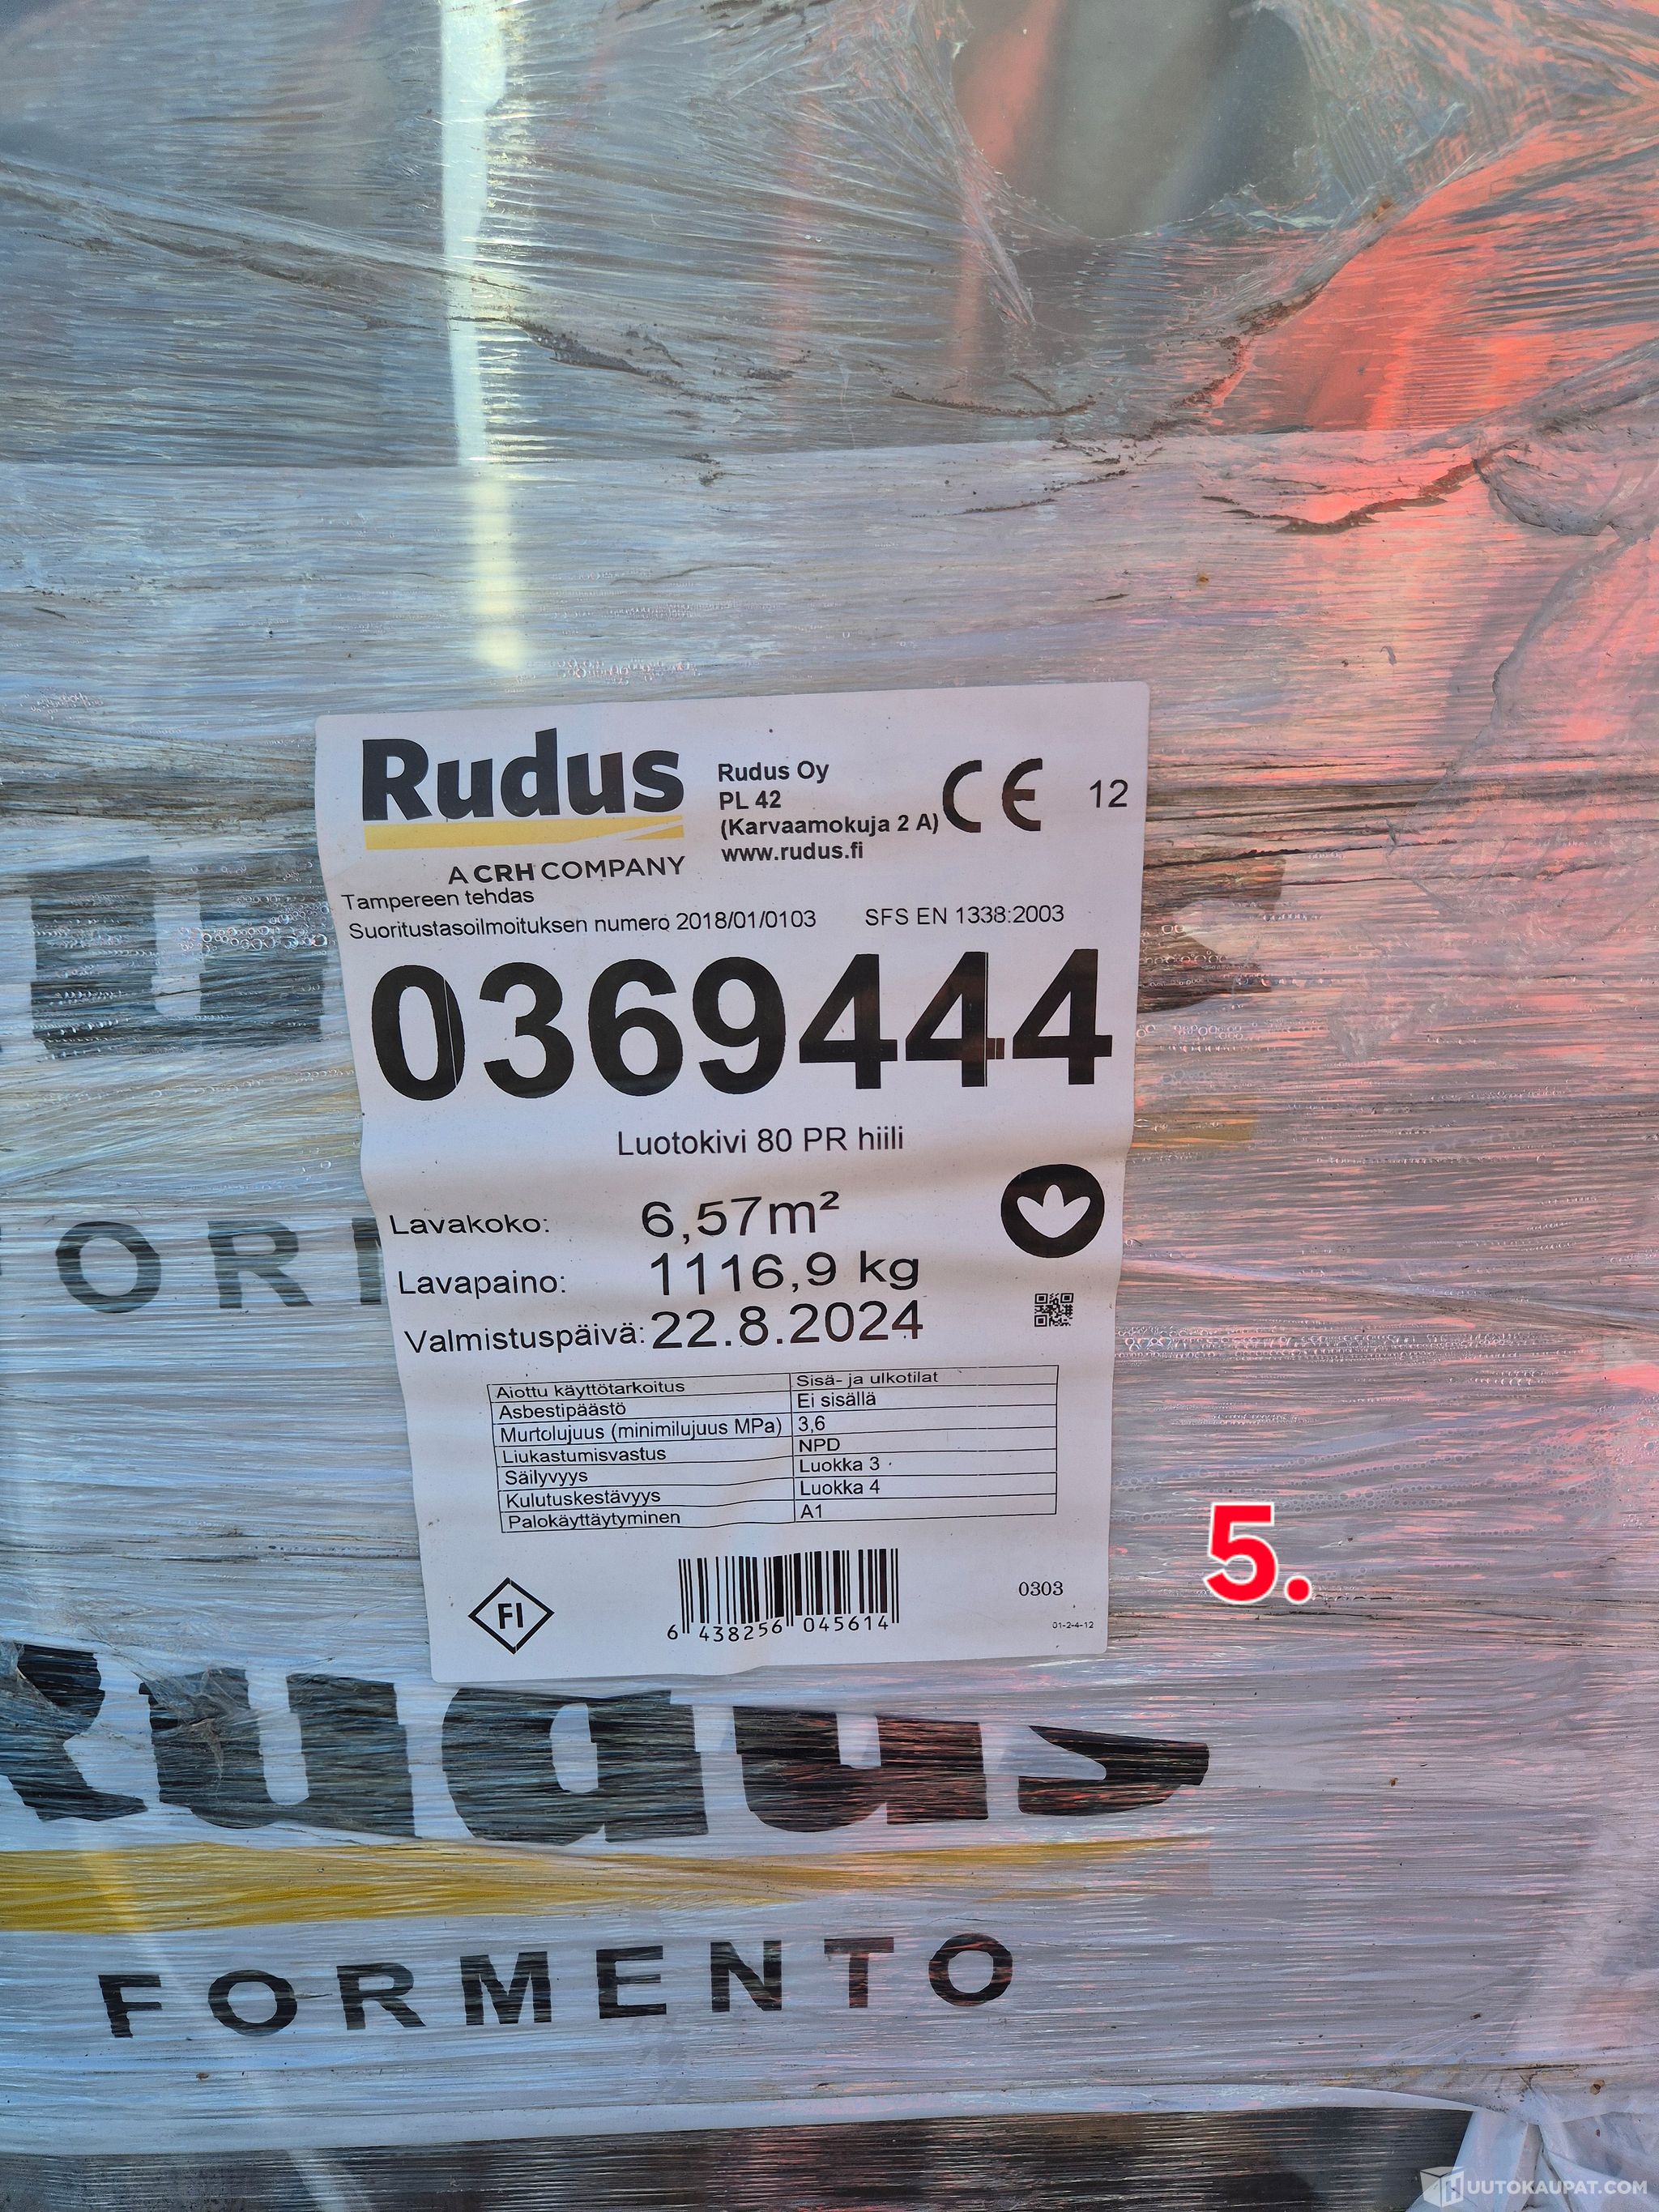 Rudus
A CRH COMPANY
Rudus Oy
PL 42
(Karvaamokuja 2 A)
www.rudus.fi
CE 12
Tampereen tehdas
Suoritustasoilmoituksen numero 2018/01/0103 SFS EN 1338:2003
0369444
Luotokivi 80 PR hiili
Lavakoko: 6,57m²
Lavapaino: 1116,9 kg
Valmistuspäivä: 22.8.2024
Aiottu käyttötarkoitus Sisä- ja ulkotilat
Asbestipäästö Ei sisällä
Murtolujuus (minimilujuus MPa) 3,6
Liukastumisvastus NPD
Säilyvyys Luokka 3
Kulutuskestävyys Luokka 4
Palokäyttäytyminen A1
5.
FI
6 438256 045614
0303
01-2-4-12
Rudus
FORMENTO
HUUTOKAUPAT.COM